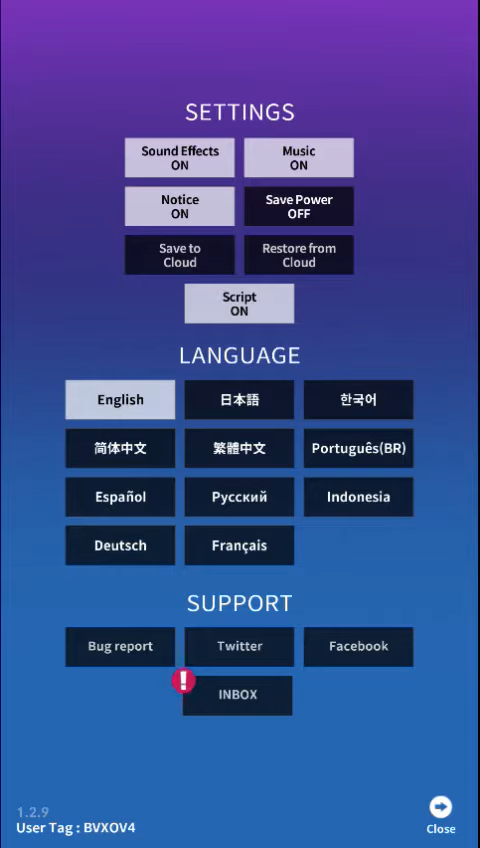 SETTINGS
Sound Effects
ON
Music
ON
Notice
ON
Save Power
OFF
Save to
Cloud
Restore from
Cloud
Script
ON
LANGUAGE
English
日本語
한국어
简体中文
繁體中文
Português(BR)
Español
Русский
Indonesia
Deutsch
Français
SUPPORT
Bug report
Twitter
Facebook
!
INBOX
1.2.9
User Tag : BVXOV4
Close